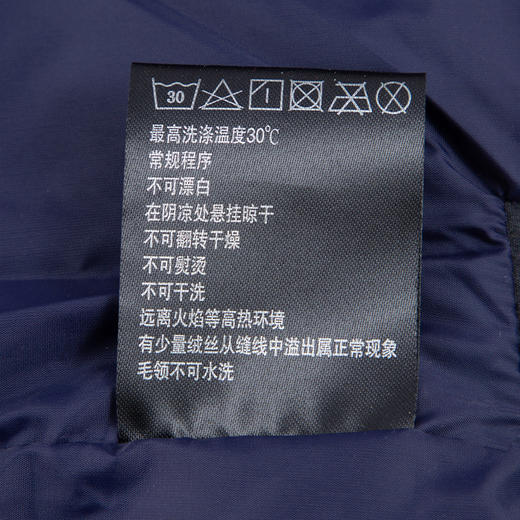 30
最高洗涤温度30℃
常规程序
不可漂白
在阴凉处悬挂晾干
不可翻转干燥
不可熨烫
不可干洗
远离火焰等高热环境
有少量绒丝从缝线中溢出属正常现象
毛领不可水洗